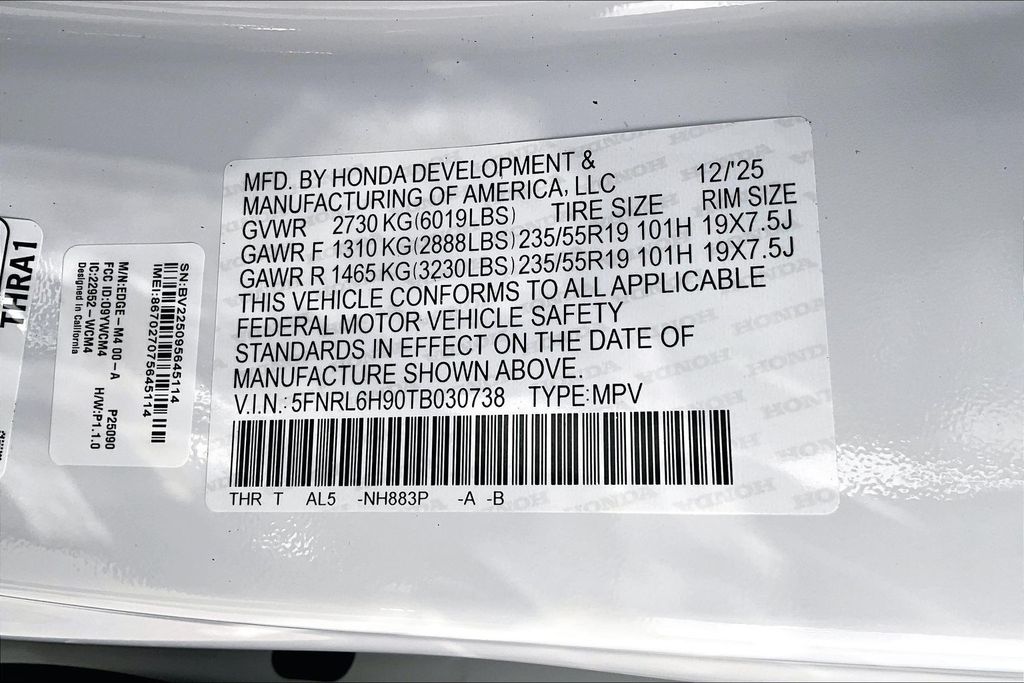 MFD. BY HONDA DEVELOPMENT &
MANUFACTURING OF AMERICA, LLC 12/'25
GVWR 2730 KG(6019LBS) TIRE SIZE RIM SIZE
GAWR F 1310 KG(2888LBS) 235/55R19 101H 19X7.5J
GAWR R 1465 KG(3230LBS) 235/55R19 101H 19X7.5J
THIS VEHICLE CONFORMS TO ALL APPLICABLE
FEDERAL MOTOR VEHICLE SAFETY
STANDARDS IN EFFECT ON THE DATE OF
MANUFACTURE SHOWN ABOVE.
V.I.N.: 5FNRL6H90TB030738 TYPE:MPV
THR T AL5 -NH883P -A -B
SN:BV225095645114
IMEI:867027075645114
M/N:EDGE-M4 00-A P25090
FCC ID:O9YWCM4 H/W:P1.1.0
IC:22952-WCM4
Designed in California
THRA1